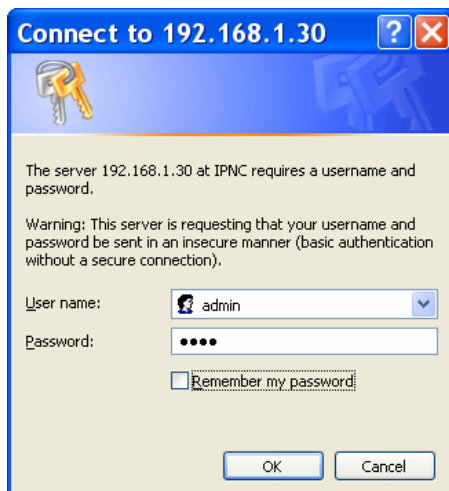 Connect to 192.168.1.30
The server 192.168.1.30 at IPNC requires a username and
password.
Warning: This server is requesting that your username and
password be sent in an insecure manner (basic authentication
without a secure connection).
User name:
admin
Password:
••••
Remember my password
OK
Cancel